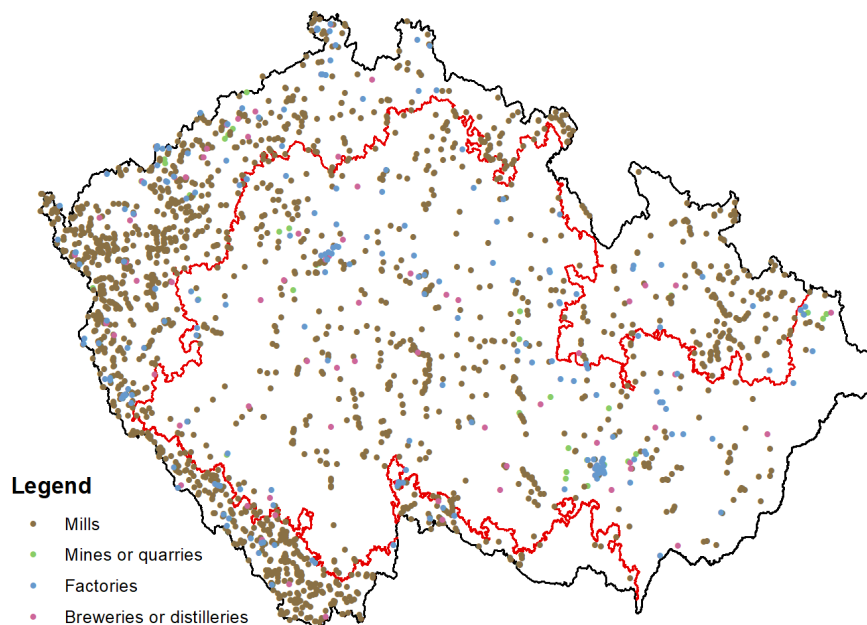 Legend
Mills
Mines or quarries
Factories
Breweries or distilleries